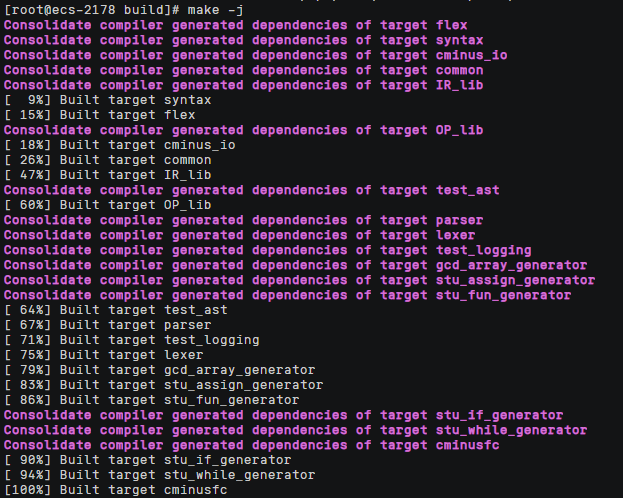 [root@ecs-2178 build]# make -j
Consolidate compiler generated dependencies of target flex
Consolidate compiler generated dependencies of target syntax
Consolidate compiler generated dependencies of target cminus_io
Consolidate compiler generated dependencies of target common
Consolidate compiler generated dependencies of target IR_lib
[  9%] Built target syntax
[ 15%] Built target flex
Consolidate compiler generated dependencies of target OP_lib
[ 18%] Built target cminus_io
[ 26%] Built target common
[ 47%] Built target IR_lib
Consolidate compiler generated dependencies of target test_ast
[ 60%] Built target OP_lib
Consolidate compiler generated dependencies of target parser
Consolidate compiler generated dependencies of target lexer
Consolidate compiler generated dependencies of target test_logging
Consolidate compiler generated dependencies of target gcd_array_generator
Consolidate compiler generated dependencies of target stu_assign_generator
Consolidate compiler generated dependencies of target stu_fun_generator
[ 64%] Built target test_ast
[ 67%] Built target parser
[ 71%] Built target test_logging
[ 75%] Built target lexer
[ 79%] Built target gcd_array_generator
[ 83%] Built target stu_assign_generator
[ 86%] Built target stu_fun_generator
Consolidate compiler generated dependencies of target stu_if_generator
Consolidate compiler generated dependencies of target stu_while_generator
Consolidate compiler generated dependencies of target cminusfc
[ 90%] Built target stu_if_generator
[ 94%] Built target stu_while_generator
[100%] Built target cminusfc